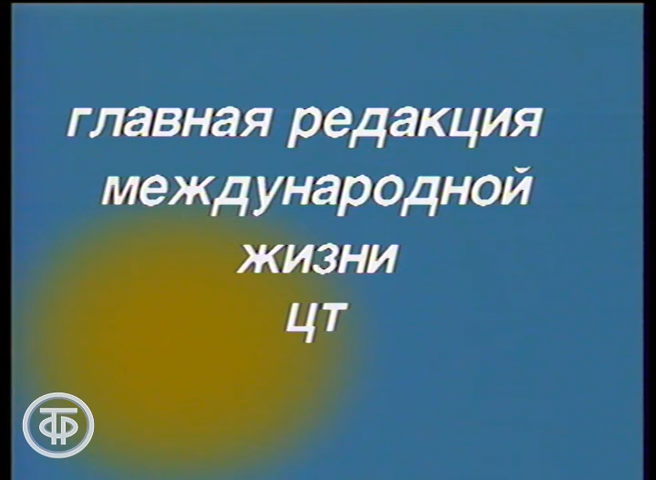 главная редакция
международной
жизни
цт